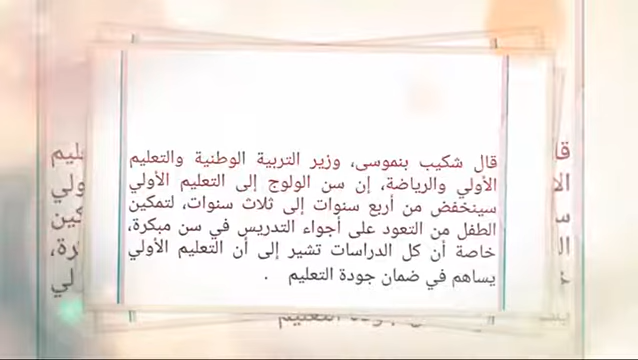 قال شكيب بنموسى، وزير التربية الوطنية والتعليم
الأولي والرياضة، إن سن الولوج إلى التعليم الأولي
سينخفض من أربع سنوات إلى ثلاث سنوات، لتمكين
الطفل من التعود على أجواء التدريس في سن مبكرة،
خاصة أن كل الدراسات تشير إلى أن التعليم الأولي
يساهم في ضمان جودة التعليم .